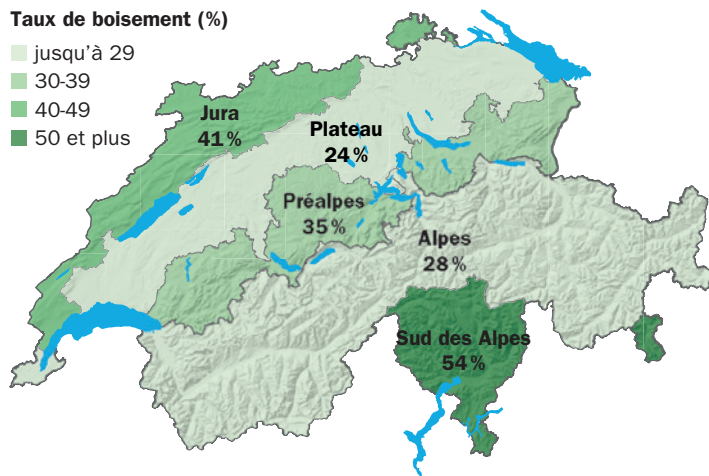 Taux de boisement (%)
jusqu'à 29
30-39
40-49
50 et plus
Jura
41 %
Plateau
24 %
Préalpes
35 %
Alpes
28 %
Sud des Alpes
54 %